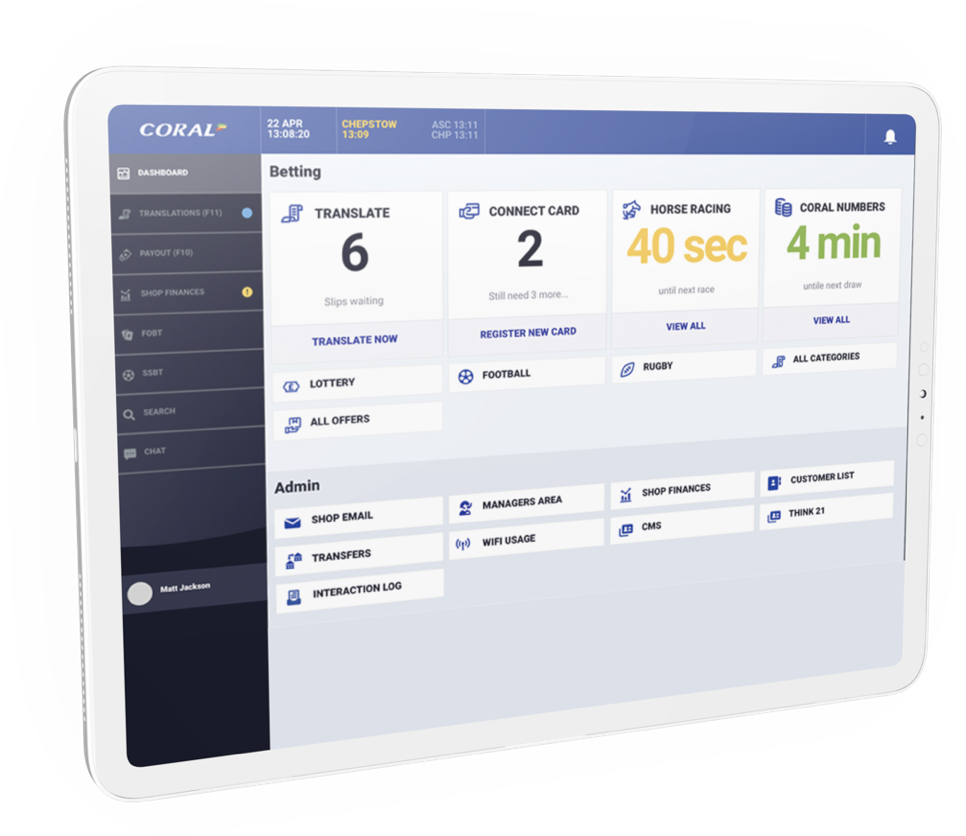 CORAL
22 APR
13:08:20
CHEPSTOW
13:09
ASC 13:11
CHP 13:11
DASHBOARD
TRANSLATIONS (F11)
PAYOUT (F10)
SHOP FINANCES
!
FOBT
SSBT
SEARCH
CHAT
Matt Jackson
Betting
TRANSLATE
6
Slips waiting
TRANSLATE NOW
CONNECT CARD
2
Still need 3 more...
REGISTER NEW CARD
HORSE RACING
40 sec
until next race
VIEW ALL
CORAL NUMBERS
4 min
untile next draw
VIEW ALL
LOTTERY
FOOTBALL
RUGBY
ALL CATEGORIES
ALL OFFERS
Admin
SHOP EMAIL
MANAGERS AREA
SHOP FINANCES
CUSTOMER LIST
TRANSFERS
WIFI USAGE
CMS
THINK 21
INTERACTION LOG